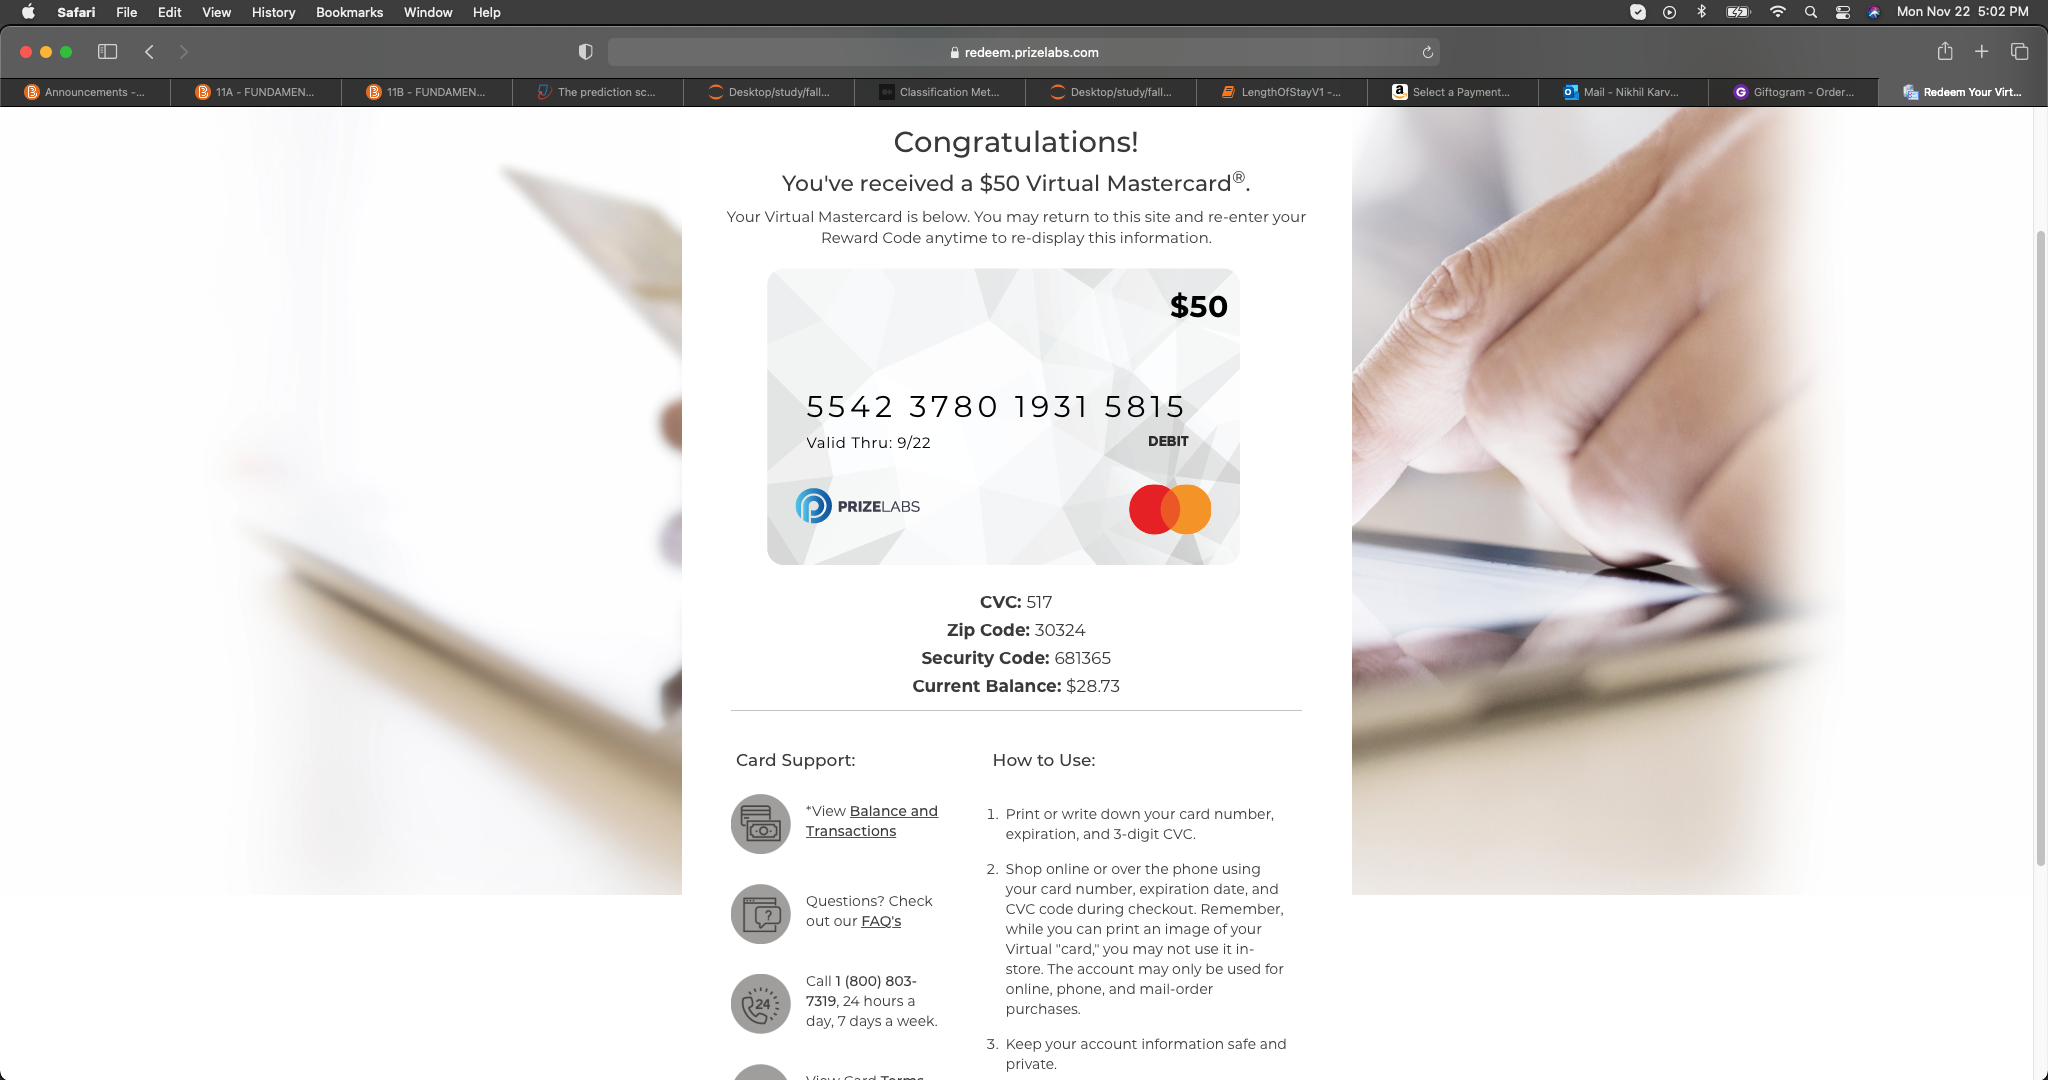 Safari File Edit View History Bookmarks Window Help Mon Nov 22 5:02 PM
redeem.prizelabs.com
Announcements -... 11A - FUNDAMEN... 11B - FUNDAMEN... The prediction sc... Desktop/study/fall... Classification Met... Desktop/study/fall... LengthOfStayV1 -... Select a Payment... Mail - Nikhil Karv... Giftogram - Order... Redeem Your Virt...
Congratulations!
You've received a $50 Virtual Mastercard®.
Your Virtual Mastercard is below. You may return to this site and re-enter your
Reward Code anytime to re-display this information.
$50
5542 3780 1931 5815
Valid Thru: 9/22
DEBIT
PRIZELABS
CVC: 517
Zip Code: 30324
Security Code: 681365
Current Balance: $28.73
Card Support:
*View Balance and
Transactions
Questions? Check
out our FAQ's
24
Call 1 (800) 803-
7319, 24 hours a
day, 7 days a week.
View Card Terms
How to Use:
1. Print or write down your card number,
expiration, and 3-digit CVC.
2. Shop online or over the phone using
your card number, expiration date, and
CVC code during checkout. Remember,
while you can print an image of your
Virtual "card," you may not use it in-
store. The account may only be used for
online, phone, and mail-order
purchases.
3. Keep your account information safe and
private.